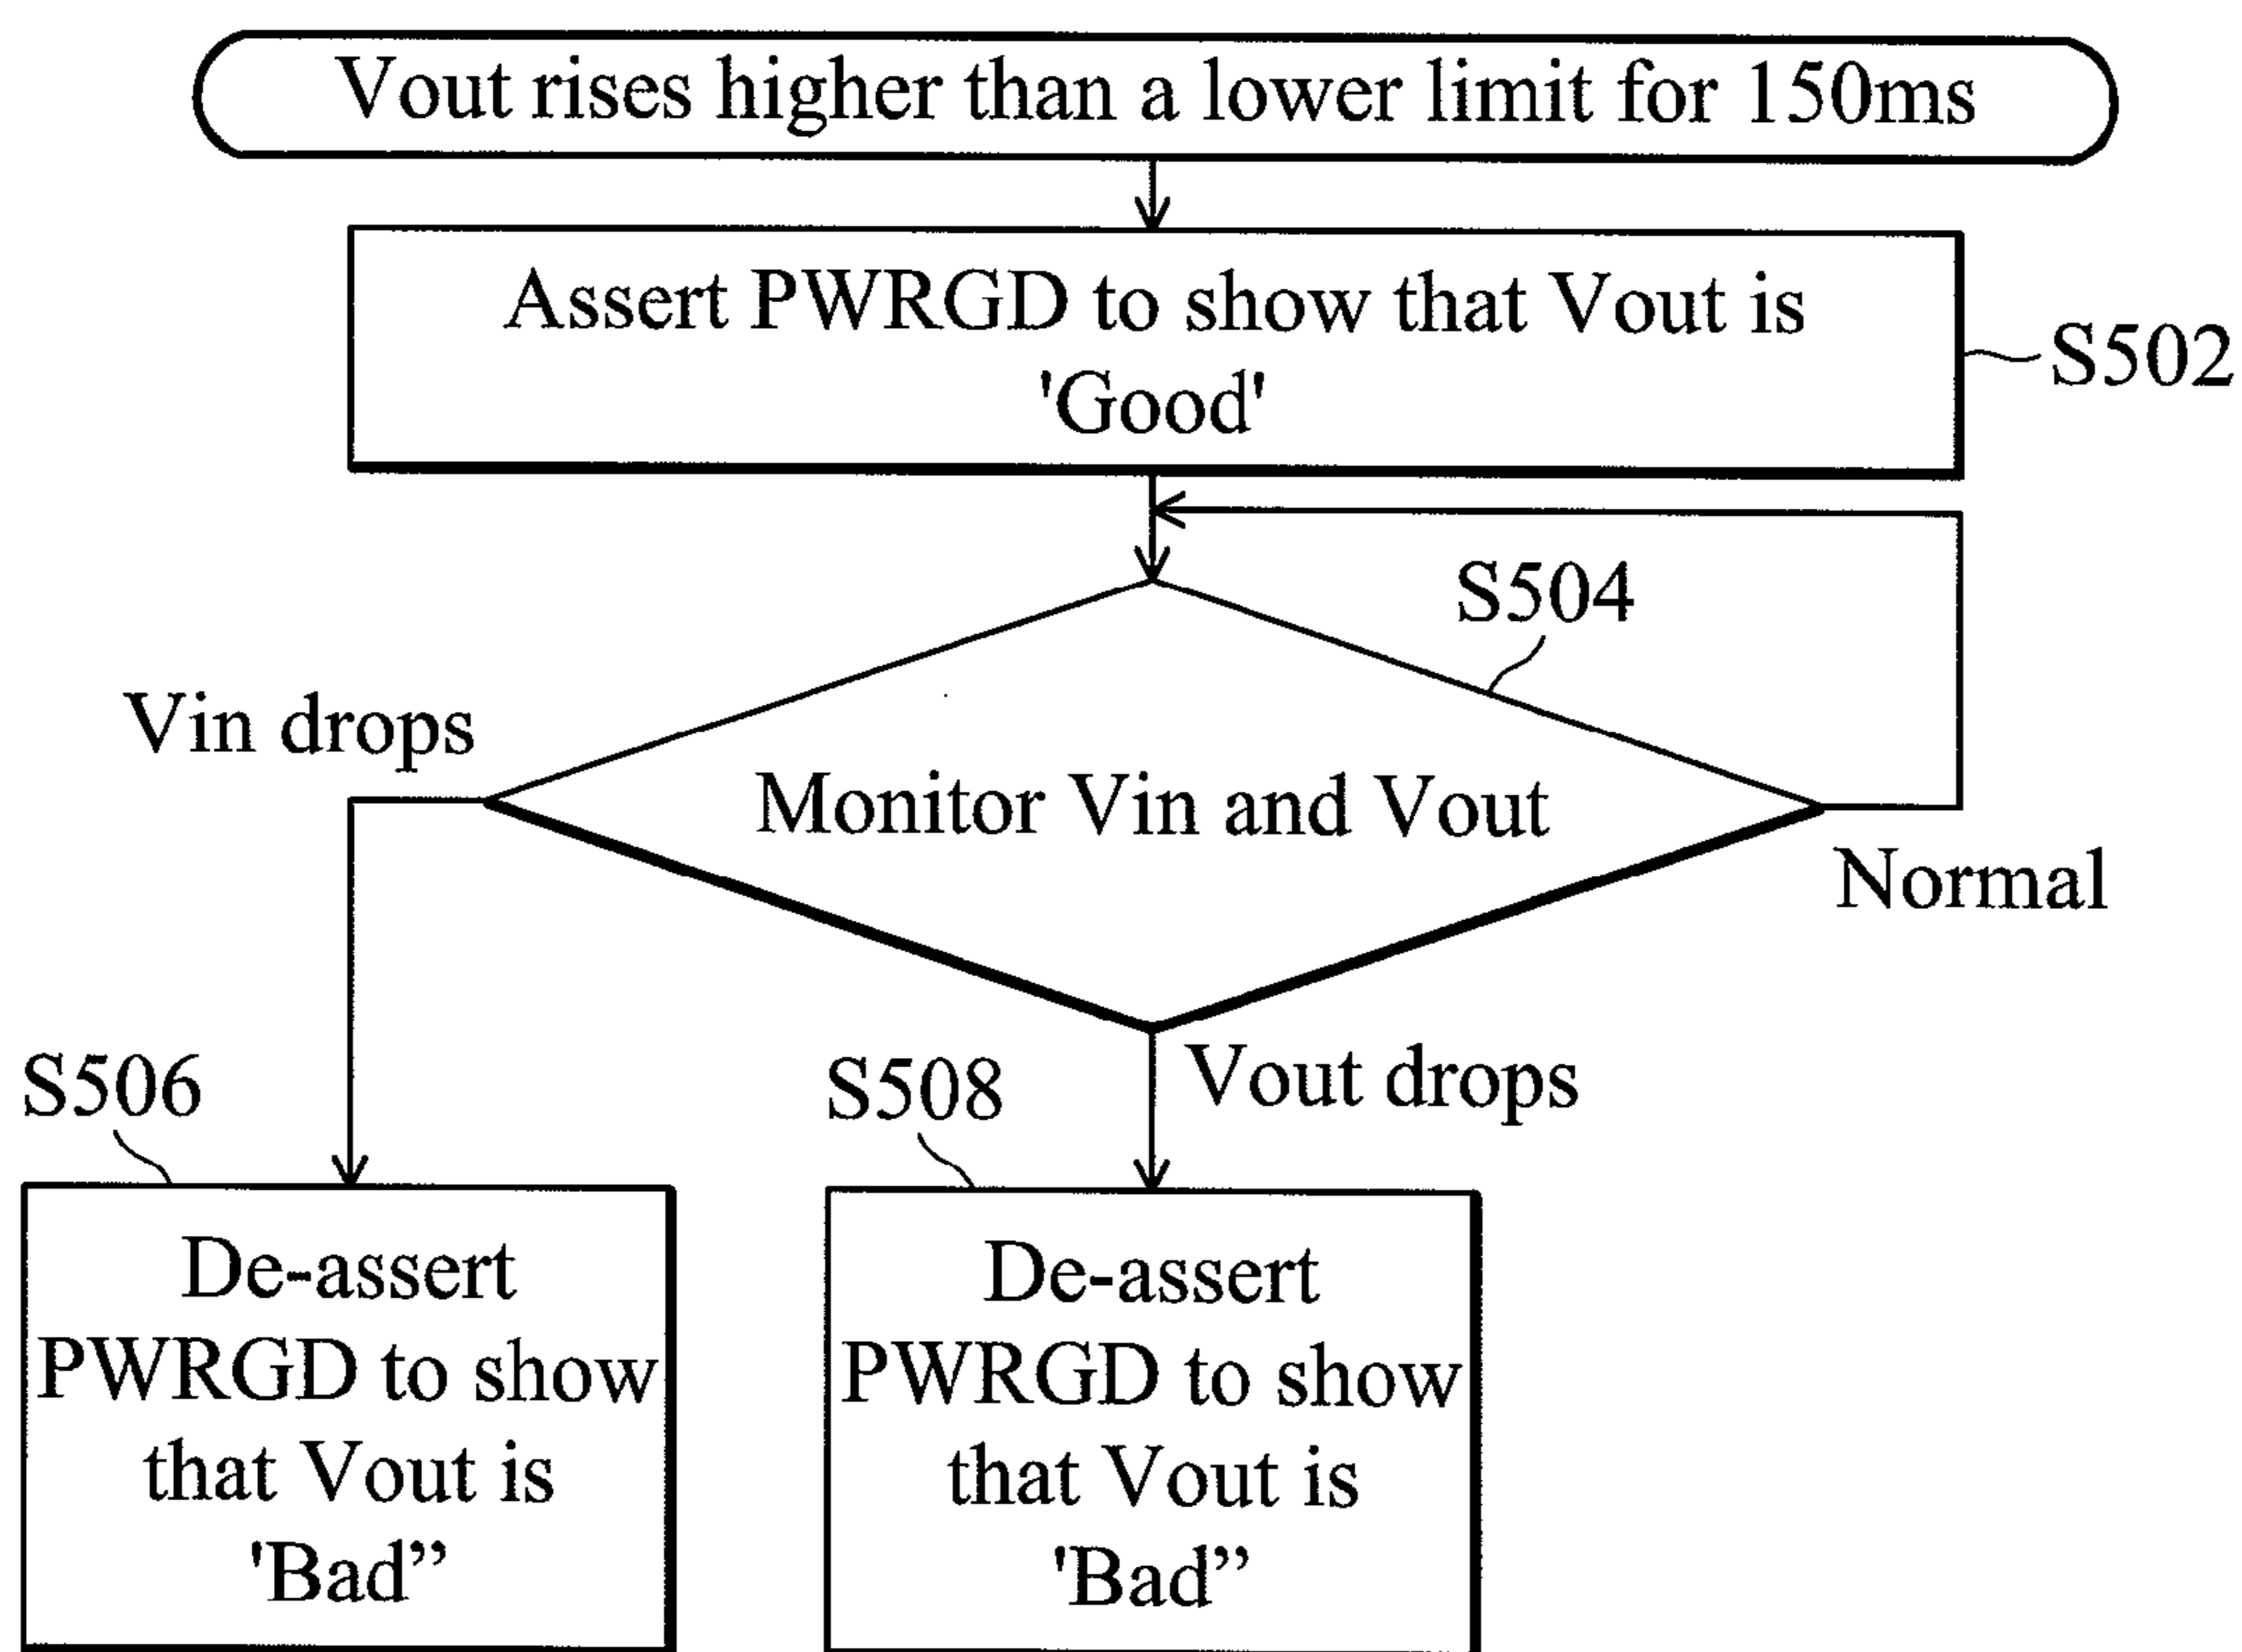 Vout rises higher than a lower limit for 150ms
Assert PWRGD to show that Vout is
'Good'
S502
S504
Vin drops
Monitor Vin and Vout
Normal
S506
S508
Vout drops
De-assert
PWRGD to show
that Vout is
'Bad”
De-assert
PWRGD to show
that Vout is
'Bad”